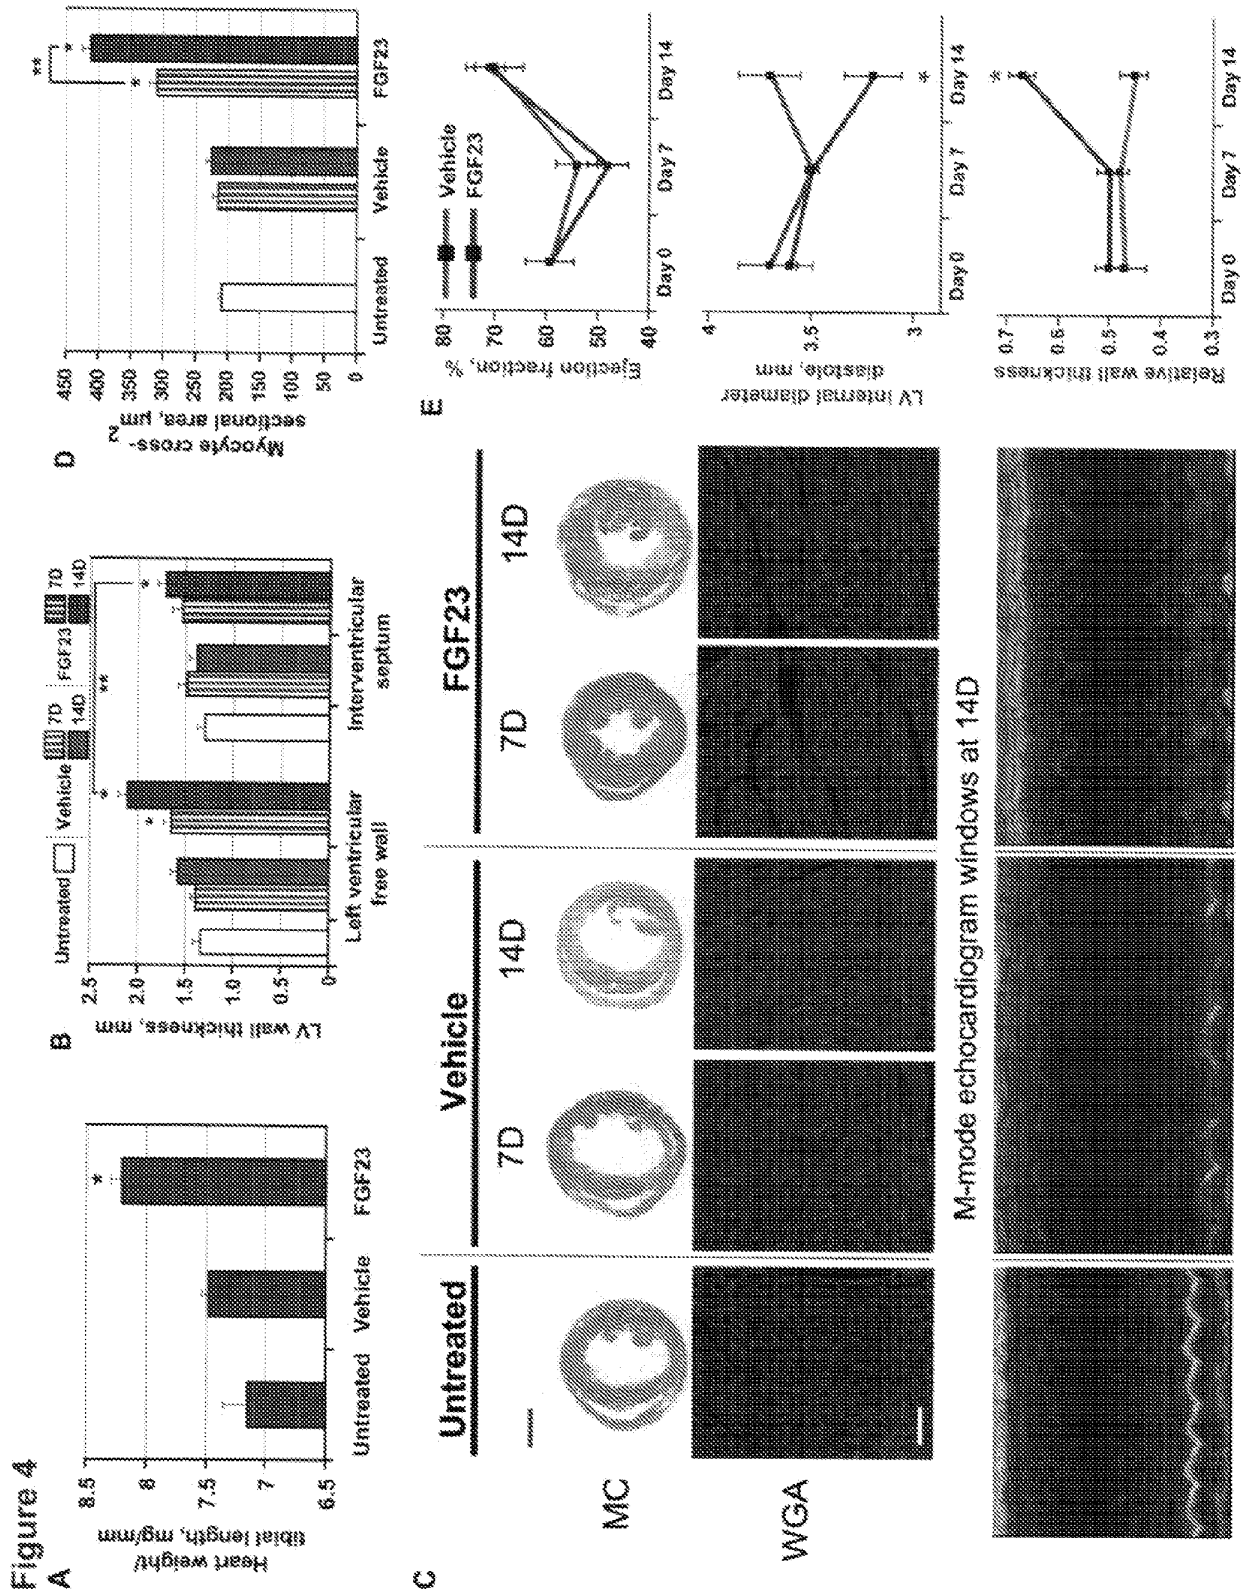 Figure 4
A
Heart weight/
tibial length, mg/mm
8.5
8
7.5
7
6.5
*
Untreated
Vehicle
FGF23
B
Untreated
Vehicle
7D
14D
FGF23
7D
14D
LV wall thickness, mm
2.5
2.0
1.5
1.0
0.5
0
*
*
**
*
Left ventricular
free wall
Interventricular
septum
D
Myocyte cross-
sectional area, µm2
450
400
350
300
250
200
150
100
50
0
*
**
*
Untreated
Vehicle
FGF23
C
Untreated
Vehicle
FGF23
7D
14D
7D
14D
MC
WGA
M-mode echocardiogram windows at 14D
E
Vehicle
FGF23
Ejection fraction, %
80
70
60
50
40
Day 0
Day 7
Day 14
LV internal diameter
diastole, mm
4
3.5
3
*
Day 0
Day 7
Day 14
Relative wall thickness
0.7
0.6
0.5
0.4
0.3
*
Day 0
Day 7
Day 14